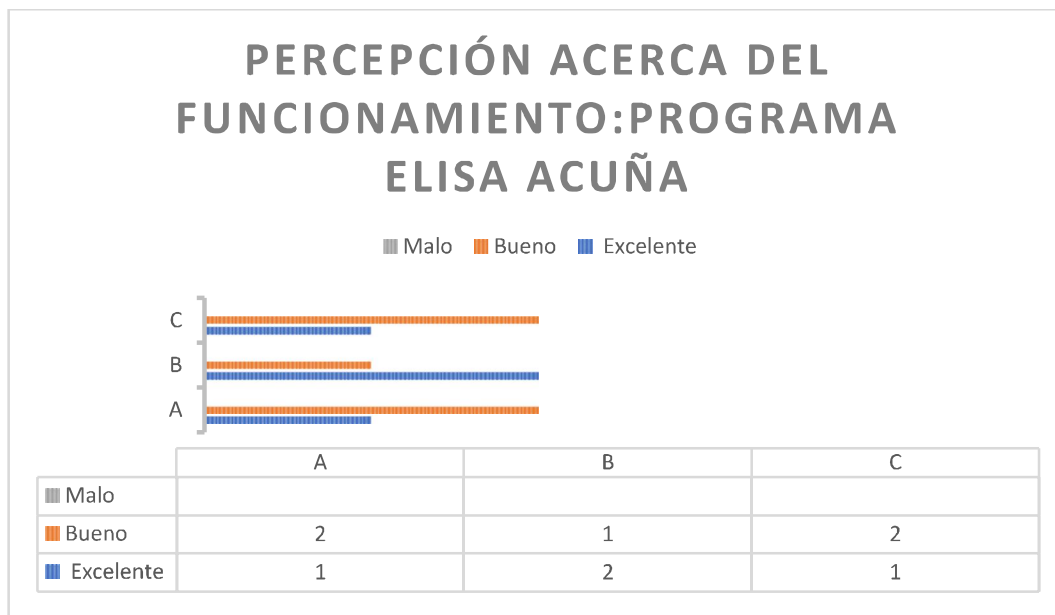 PERCEPCIÓN ACERCA DEL
FUNCIONAMIENTO:PROGRAMA
ELISA ACUÑA
Malo Bueno Excelente
C
B
A
A B C
Malo
Bueno 2 1 2
Excelente 1 2 1